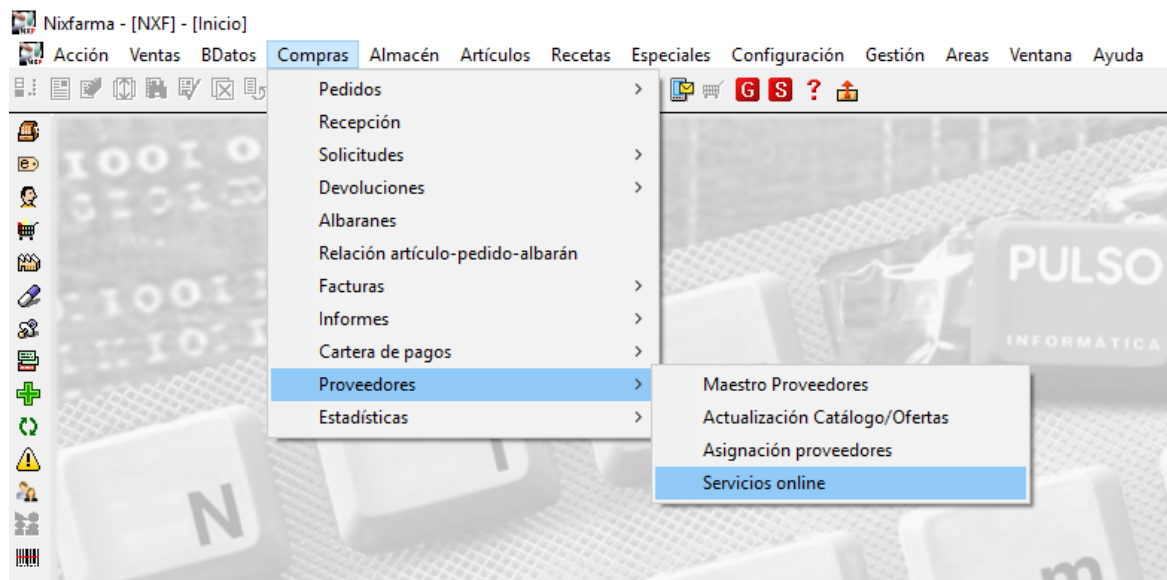 Nixfarma - [NXF] - [Inicio]
Acción Ventas BDatos Compras Almacén Artículos Recetas Especiales Configuración Gestión Areas Ventana Ayuda
G S ?
Pedidos
Recepción
Solicitudes
Devoluciones
Albaranes
Relación artículo-pedido-albarán
Facturas
Informes
Cartera de pagos
Proveedores
Estadísticas
Maestro Proveedores
Actualización Catálogo/Ofertas
Asignación proveedores
Servicios online
PULSO
INFORMÁTICA
N
m